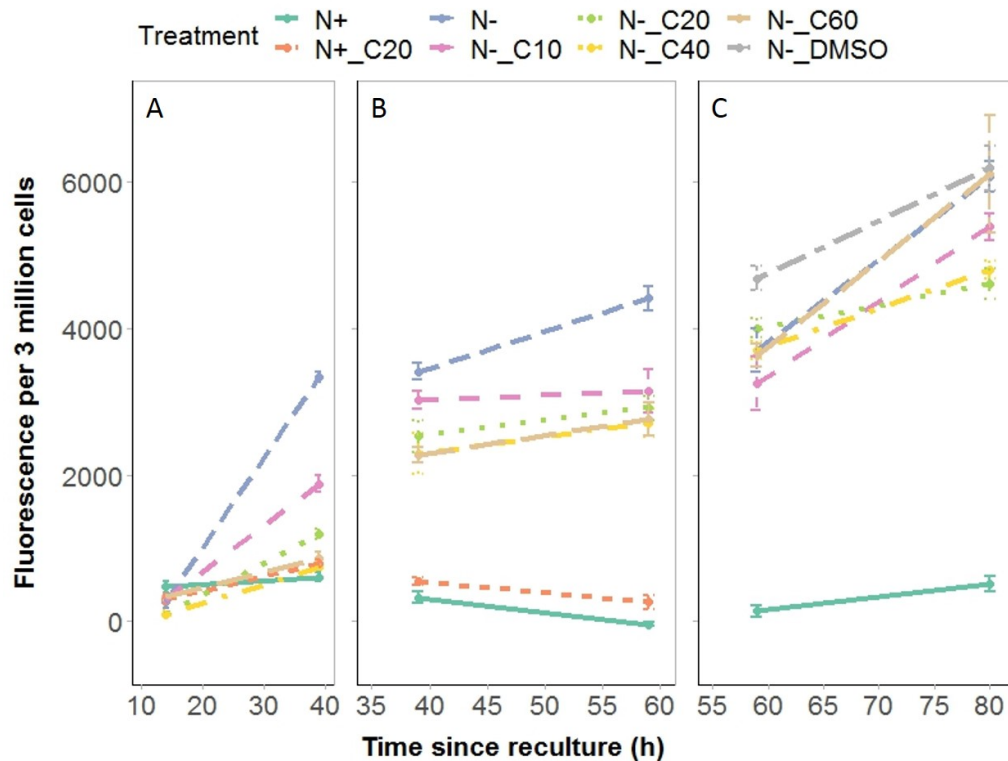 Treatment
N+ N- N-_C20 N-_C60
N+_C20 N-_C10 N-_C40 N-_DMSO
A B C
Fluorescence per 3 million cells
6000
4000
2000
0
10 20 30 40 35 40 45 50 55 60 55 60 65 70 75 80
Time since reculture (h)